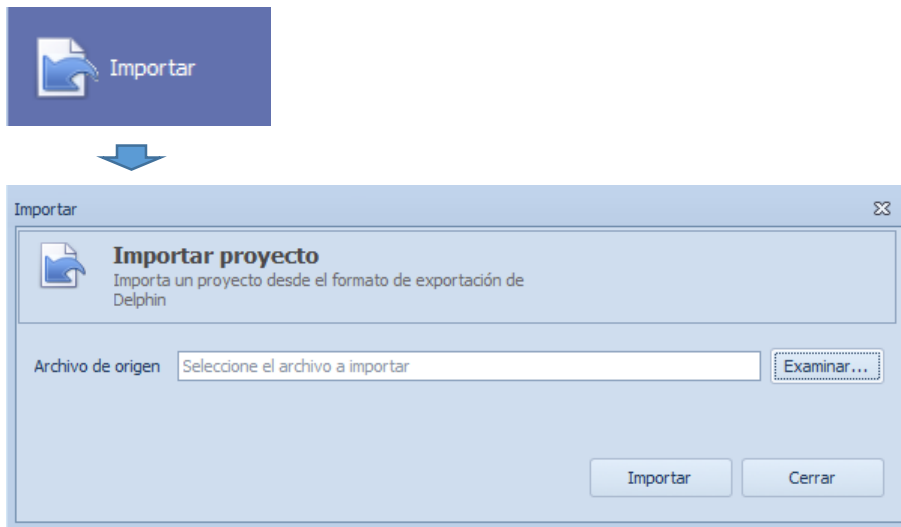 Importar
Importar
Importar proyecto
Importa un proyecto desde el formato de exportación de
Delphin
Archivo de origen Seleccione el archivo a importar Examinar...
Importar Cerrar